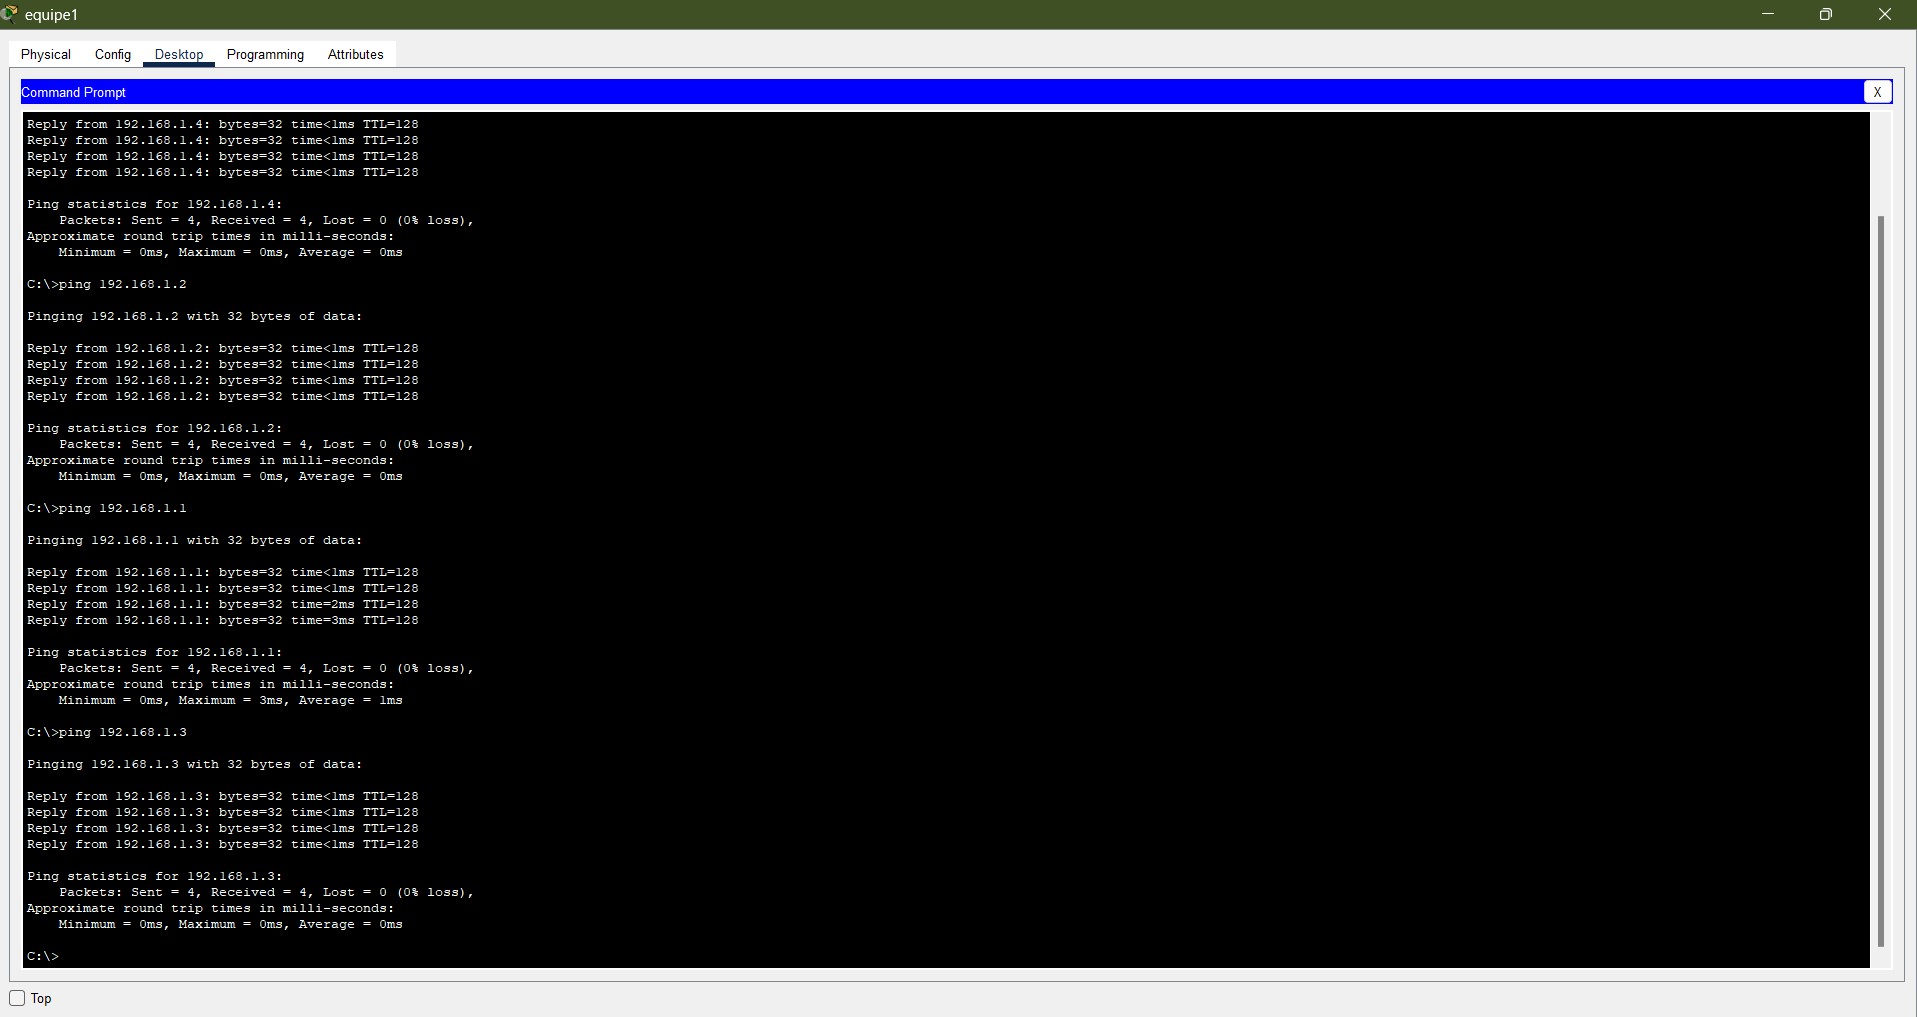 equipe1
Physical Config Desktop Programming Attributes
Command Prompt X
Reply from 192.168.1.4: bytes=32 time<1ms TTL=128
Reply from 192.168.1.4: bytes=32 time<1ms TTL=128
Reply from 192.168.1.4: bytes=32 time<1ms TTL=128
Reply from 192.168.1.4: bytes=32 time<1ms TTL=128
Ping statistics for 192.168.1.4:
Packets: Sent = 4, Received = 4, Lost = 0 (0% loss),
Approximate round trip times in milli-seconds:
Minimum = 0ms, Maximum = 0ms, Average = 0ms
C:\>ping 192.168.1.2
Pinging 192.168.1.2 with 32 bytes of data:
Reply from 192.168.1.2: bytes=32 time<1ms TTL=128
Reply from 192.168.1.2: bytes=32 time<1ms TTL=128
Reply from 192.168.1.2: bytes=32 time<1ms TTL=128
Reply from 192.168.1.2: bytes=32 time<1ms TTL=128
Ping statistics for 192.168.1.2:
Packets: Sent = 4, Received = 4, Lost = 0 (0% loss),
Approximate round trip times in milli-seconds:
Minimum = 0ms, Maximum = 0ms, Average = 0ms
C:\>ping 192.168.1.1
Pinging 192.168.1.1 with 32 bytes of data:
Reply from 192.168.1.1: bytes=32 time<1ms TTL=128
Reply from 192.168.1.1: bytes=32 time<1ms TTL=128
Reply from 192.168.1.1: bytes=32 time=2ms TTL=128
Reply from 192.168.1.1: bytes=32 time=3ms TTL=128
Ping statistics for 192.168.1.1:
Packets: Sent = 4, Received = 4, Lost = 0 (0% loss),
Approximate round trip times in milli-seconds:
Minimum = 0ms, Maximum = 3ms, Average = 1ms
C:\>ping 192.168.1.3
Pinging 192.168.1.3 with 32 bytes of data:
Reply from 192.168.1.3: bytes=32 time<1ms TTL=128
Reply from 192.168.1.3: bytes=32 time<1ms TTL=128
Reply from 192.168.1.3: bytes=32 time<1ms TTL=128
Reply from 192.168.1.3: bytes=32 time<1ms TTL=128
Ping statistics for 192.168.1.3:
Packets: Sent = 4, Received = 4, Lost = 0 (0% loss),
Approximate round trip times in milli-seconds:
Minimum = 0ms, Maximum = 0ms, Average = 0ms
C:\>
Top